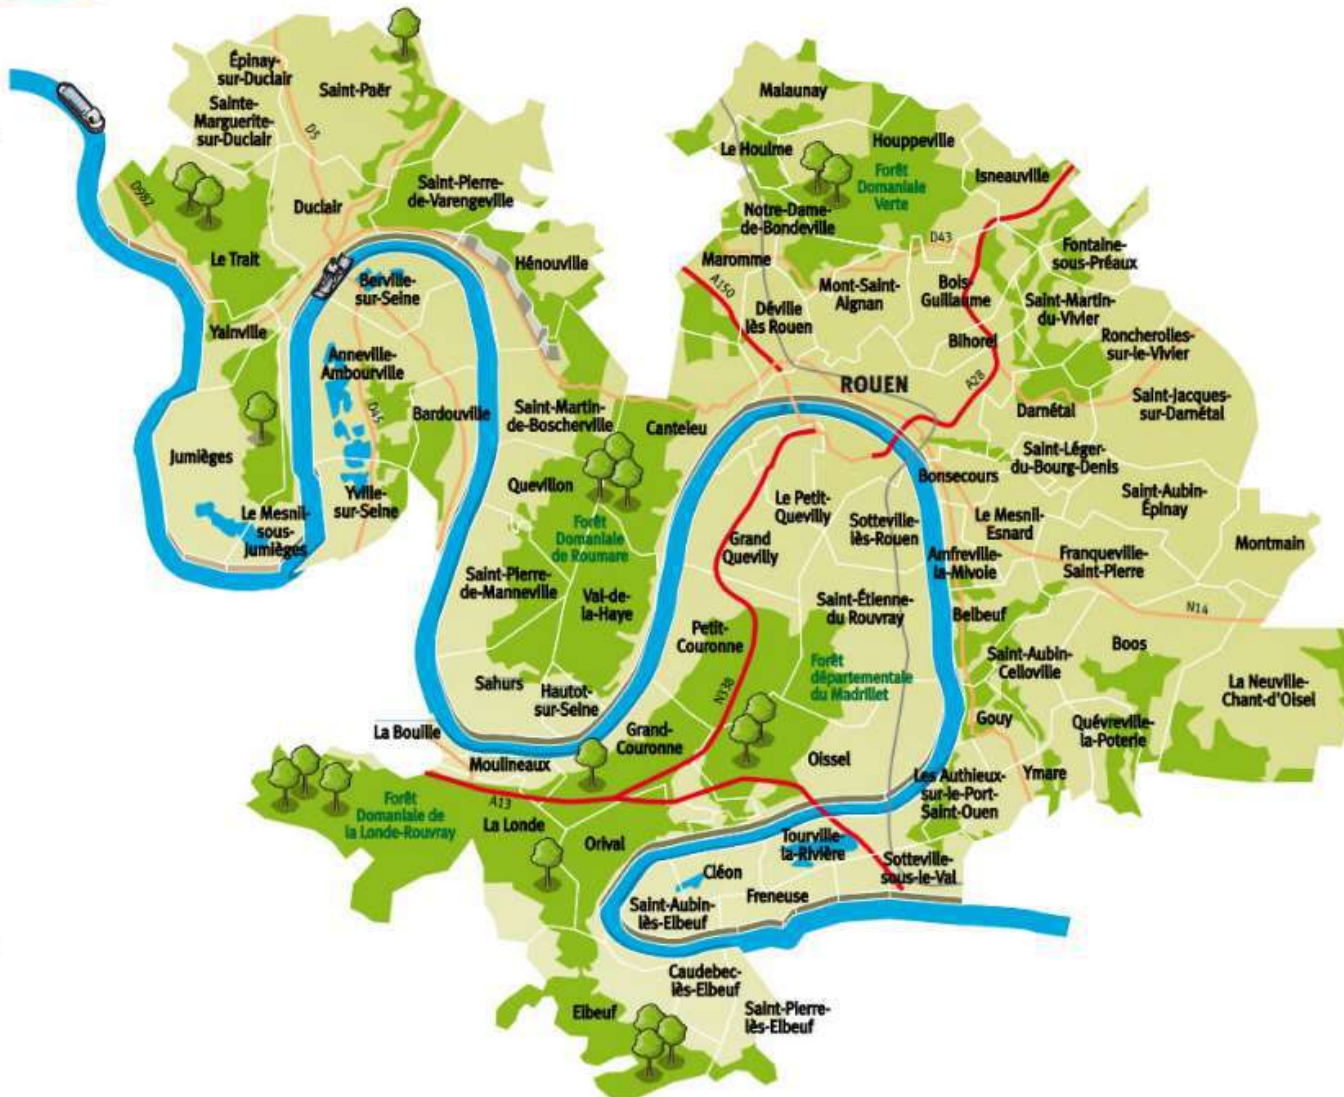 Épinay-
sur-Duclair
Saint-Paër
Sainte-
Marguerite-
sur-Duclair
D5
D982
Saint-Pierre-
de-Varengeville
Duclair
Le Trait
Hénouville
Berville-
sur-Seine
Yainville
Anneville-
Ambourville
D45
Bardouville
Saint-Martin-
de-Boscherville
Canteleu
Jumièges
Quevillon
Yville-
sur-Seine
Le Mesnil-
sous-
Jumièges
Forêt
Domaniale
de Roumare
Saint-Pierre-
de-Manneville
Val-de-
la-Haye
Sahurs
Hautot-
sur-Seine
La Bouille
Moulineaux
Grand-
Couronne
Petit-
Couronne
N338
Malaunay
Le Houlme
Houppeville
Forêt
Domaniale
Verte
Isneauville
Notre-Dame-
de-Bondeville
D43
Fontaine-
sous-Préaux
Maromme
A150
Mont-Saint-
Aignan
Bois-
Guillaume
Déville
lès Rouen
Saint-Martin-
du-Vivier
Bihorel
Roncherolles-
sur-le-Vivier
ROUEN
A28
Darnétal
Saint-Jacques-
sur-Darnétal
Saint-Léger-
du-Bourg-Denis
Bonsecours
Le Petit-
Quevilly
Saint-Aubin-
Épinay
Grand
Quevilly
Sotteville-
lès-Rouen
Le Mesnil-
Esnard
Amfreville-
la-Mivoie
Franqueville-
Saint-Pierre
Montmain
Saint-Étienne-
du Rouvray
Belbeuf
N14
Forêt
départementale
du Madrillet
Saint-Aubin-
Celloville
Boos
La Neuville-
Chant-d'Oisel
Gouy
Quévreville-
la-Poterie
Oissel
Ymare
Les Authieux-
sur-le-Port-
Saint-Ouen
Forêt
Domaniale de
la Londe-Rouvray
A13
La Londe
Orival
Tourville-
la-Rivière
Sotteville-
sous-le-Val
Cléon
Freneuse
Saint-Aubin-
lès-Elbeuf
Caudebec-
lès-Elbeuf
Elbeuf
Saint-Pierre-
lès-Elbeuf